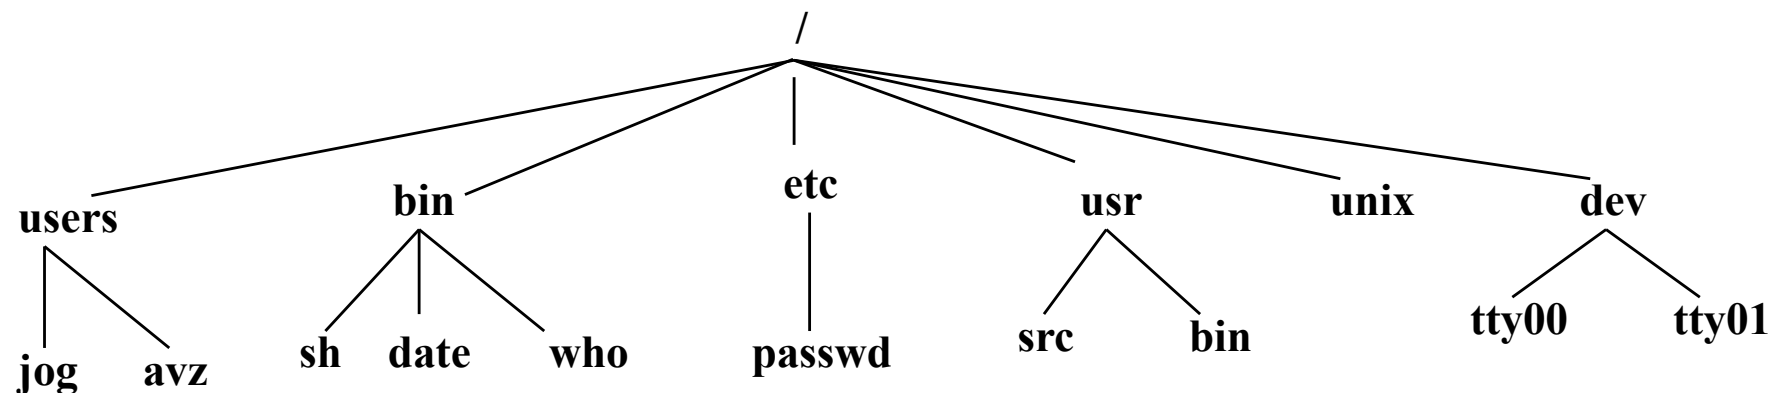 /
users bin etc usr unix dev
jog avz sh date who passwd src bin tty00 tty01